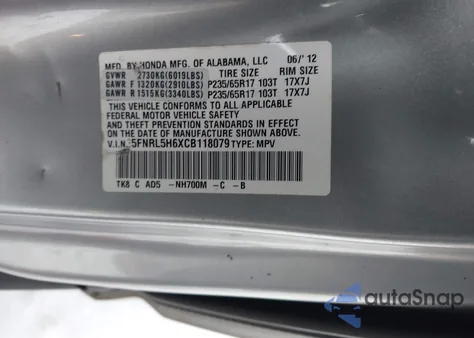 MFD. BY HONDA MFG. OF ALABAMA, LLC 06/'12
GVWR 2730KG(6019LBS) TIRE SIZE RIM SIZE
GAWR F 1320KG(2910LBS) P235/65R17 103T 17X7J
GAWR R 1515KG(3340LBS) P235/65R17 103T 17X7J
THIS VEHICLE CONFORMS TO ALL APPLICABLE
FEDERAL MOTOR VEHICLE SAFETY
AND THEFT PREVENTION STANDARDS IN EFFECT
ON THE DATE OF MANUFACTURE SHOWN ABOVE.
V.I.N.:5FNRL5H6XCB118079 TYPE: MPV
TK8 C AD5 -NH700M -C -B
autoSnap